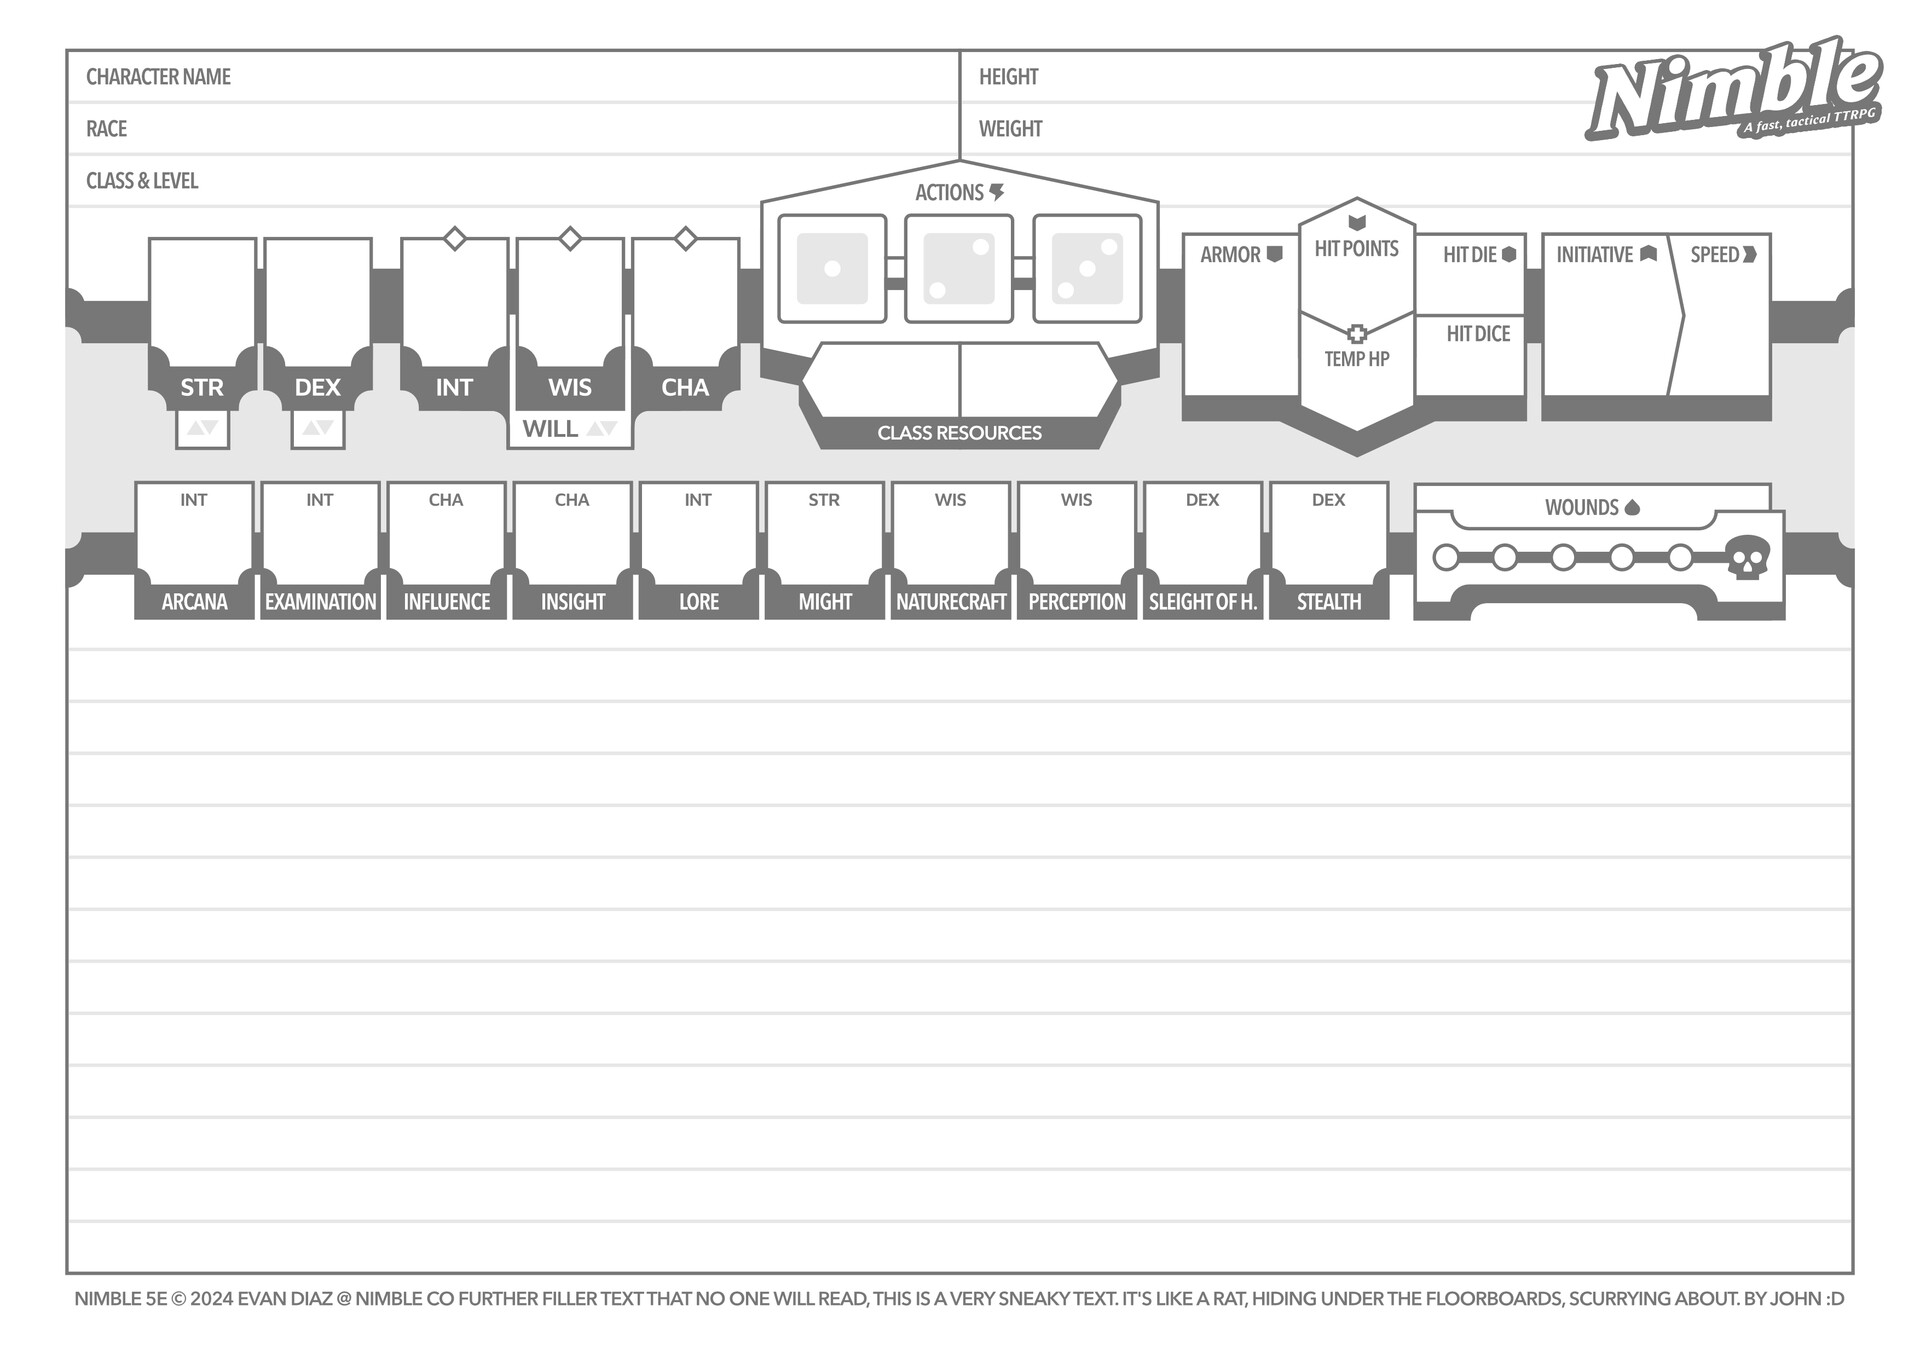 CHARACTER NAME
HEIGHT
Nimble
A fast, tactical TTRPG
RACE
WEIGHT
CLASS & LEVEL
ACTIONS
ARMOR
HIT POINTS
HIT DIE
INITIATIVE
SPEED
HIT DICE
TEMP HP
STR
DEX
INT
WIS
CHA
WILL
CLASS RESOURCES
INT
INT
CHA
CHA
INT
STR
WIS
WIS
DEX
DEX
WOUNDS
ARCANA
EXAMINATION
INFLUENCE
INSIGHT
LORE
MIGHT
NATURECRAFT
PERCEPTION
SLEIGHT OF H.
STEALTH
NIMBLE 5E © 2024 EVAN DIAZ @ NIMBLE CO FURTHER FILLER TEXT THAT NO ONE WILL READ, THIS IS A VERY SNEAKY TEXT. IT'S LIKE A RAT, HIDING UNDER THE FLOORBOARDS, SCURRYING ABOUT. BY JOHN :D